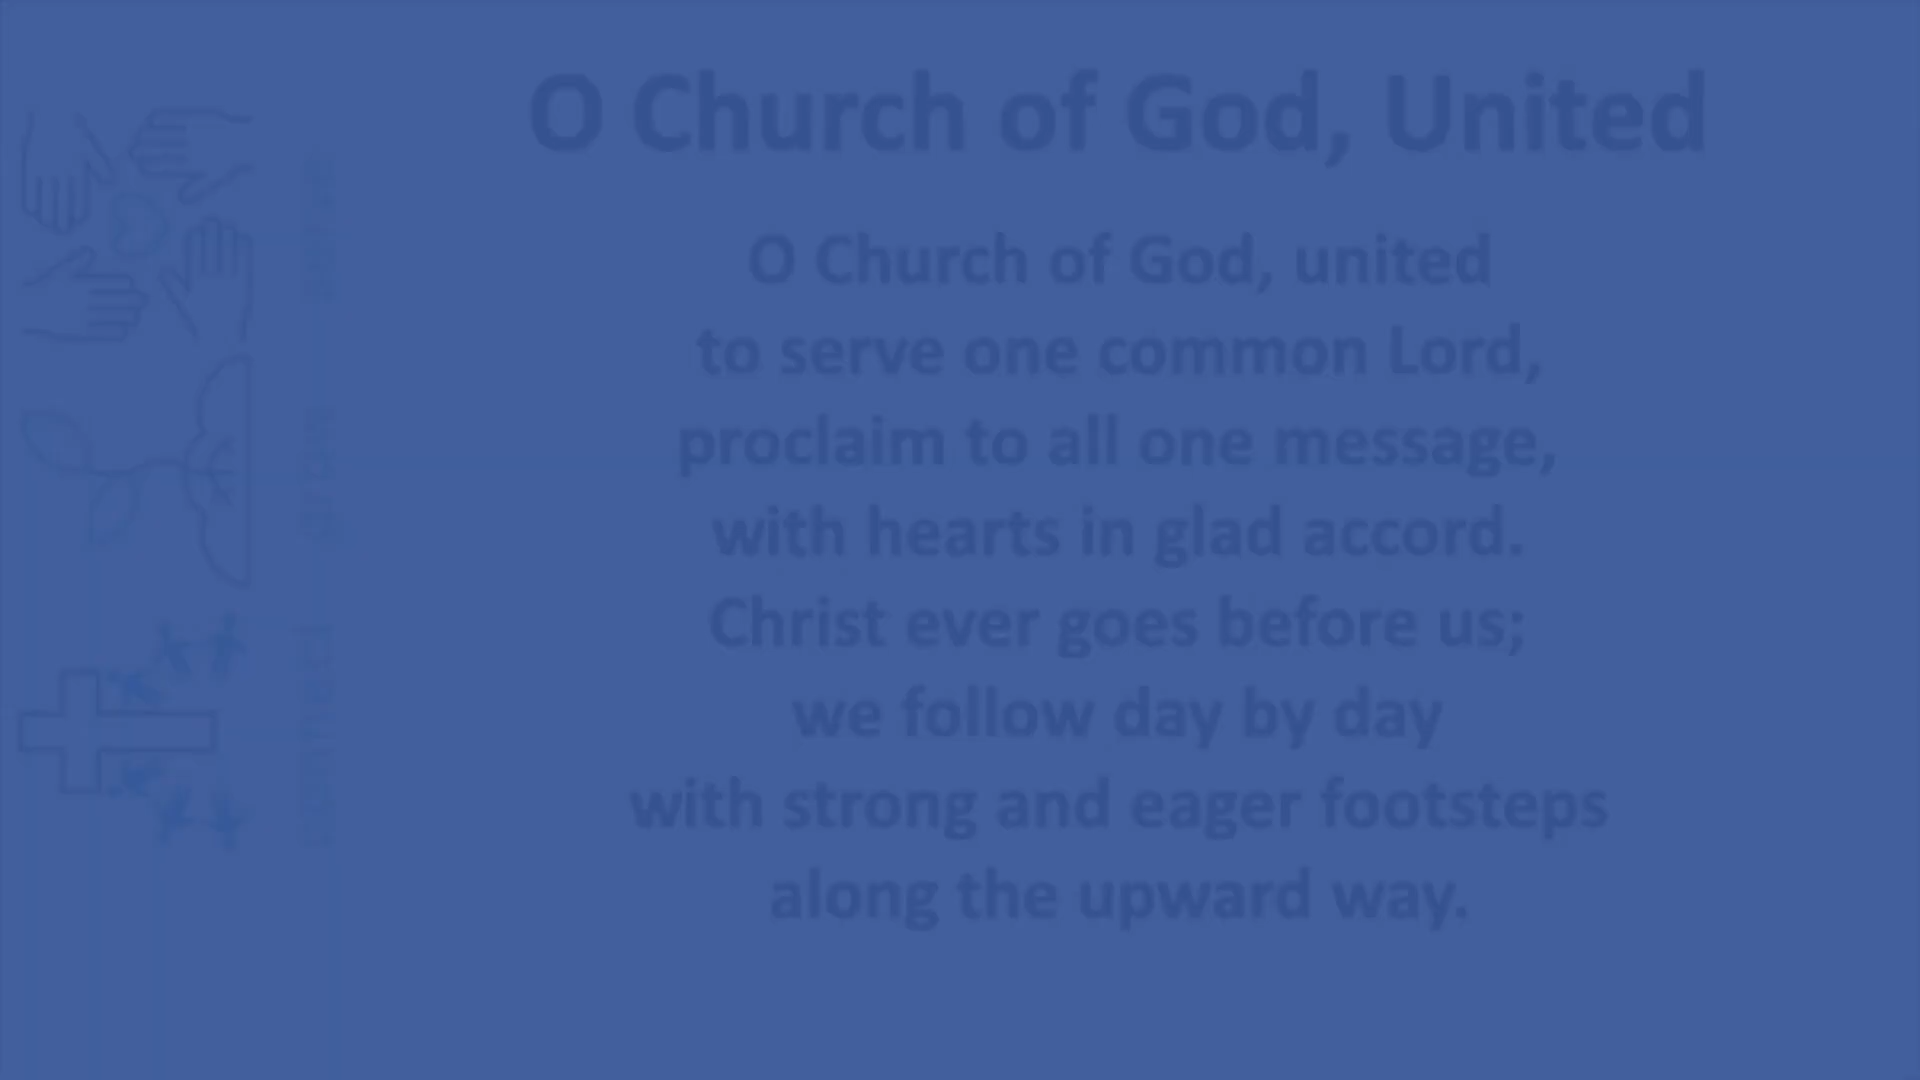 O Church of God, United
O Church of God, united
to serve one common Lord,
proclaim to all one message,
with hearts in glad accord.
Christ ever goes before us;
we follow day by day
with strong and eager footsteps
along the upward way.